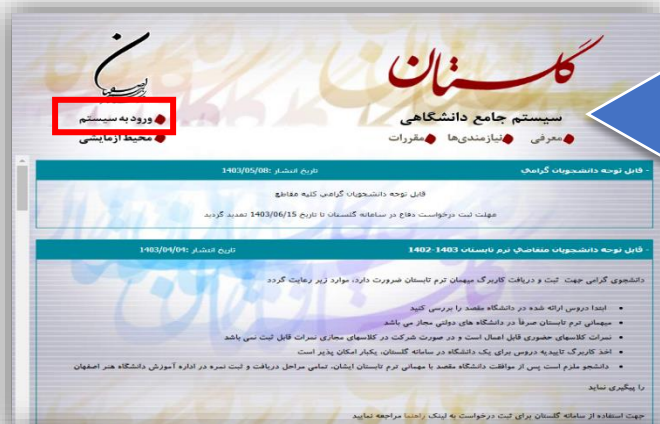 گلستان
سیستم جامع دانشگاهی
معرفی نیازمندی‌ها مقررات
ورود به سیستم
محیط آزمایشی
- قابل توجه دانشجویان گرامی تاریخ انتشار :1403/05/08
قابل توجه دانشجویان گرامی کلیه مقاطع
مهلت ثبت درخواست دفاع در سامانه گلستان تا تاریخ 1403/06/15 تمدید گردید
- قابل توجه دانشجویان متقاضی ترم تابستان 1403-1402 تاریخ انتشار :1403/04/04
دانشجوی گرامی جهت ثبت و دریافت کاربرگ میهمان ترم تابستان ضرورت دارد، موارد زیر رعایت گردد
ابتدا دروس ارائه شده در دانشگاه مقصد را بررسی کنید
میهمانی ترم تابستان صرفاً در دانشگاه های دولتی مجاز می باشد
نمرات کلاسهای حضوری قابل اعمال است و در صورت شرکت در کلاسهای مجازی نمرات قابل ثبت نمی باشد
اخذ کاربرگ تاییدیه دروس برای یک دانشگاه در سامانه گلستان، یکبار امکان پذیر است
دانشجو ملزم است پس از موافقت دانشگاه مقصد با مهمانی ترم تابستان ایشان، تمامی مراحل دریافت و ثبت نمره در اداره آموزش دانشگاه هنر اصفهان
را پیگیری نماید
جهت استفاده از سامانه گلستان برای ثبت درخواست به لینک راهنما مراجعه نمایید